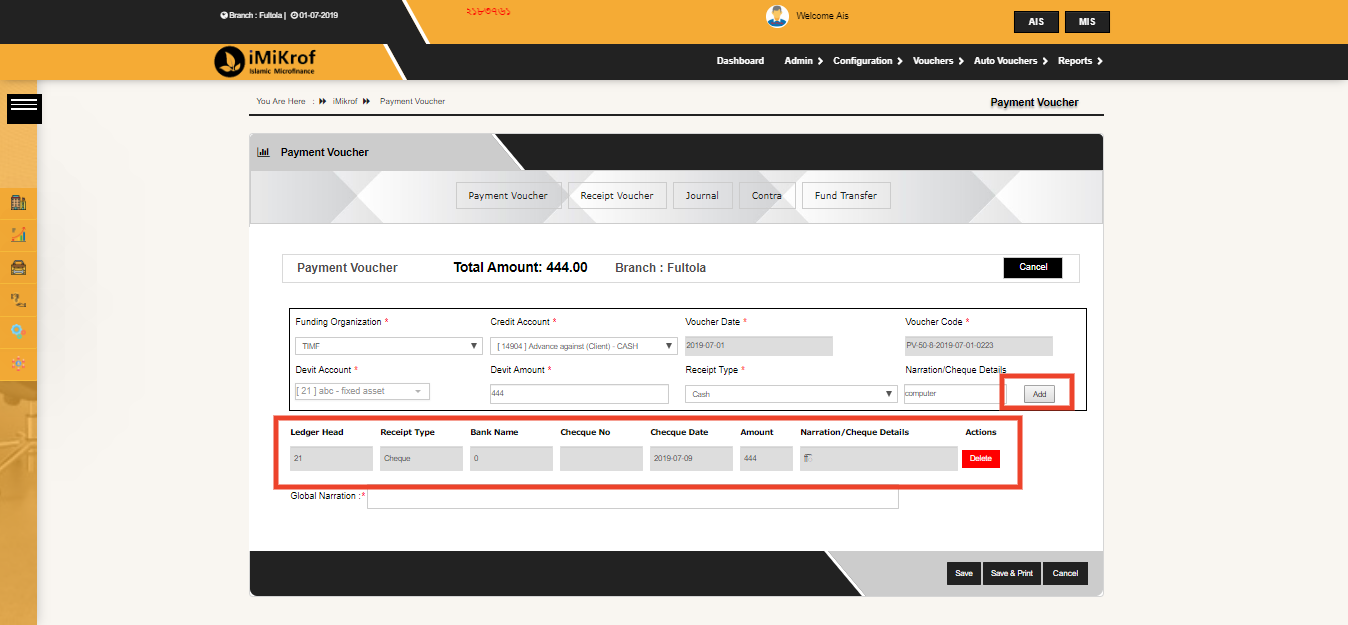 Branch : Fultola | 01-07-2019
২১৮৩৭৬১
Welcome Ais
AIS MIS
iMiKrof
Islamic Microfinance
Dashboard Admin Configuration Vouchers Auto Vouchers Reports
You Are Here : iMikrof Payment Voucher
Payment Voucher
Payment Voucher
Payment Voucher Receipt Voucher Journal Contra Fund Transfer
Payment Voucher Total Amount: 444.00 Branch : Fultola Cancel
Funding Organization * Credit Account * Voucher Date * Voucher Code *
TIMF [ 14904 ] Advance against (Client) - CASH 2019-07-01 PV-50-8-2019-07-01-0223
Devit Account * Devit Amount * Receipt Type * Narration/Cheque Details
[ 21 ] abc - fixed asset 444 Cash computer Add
Ledger Head Receipt Type Bank Name Checque No Checque Date Amount Narration/Cheque Details Actions
21 Cheque 0 2019-07-09 444 Delete
Global Narration :*
Save Save & Print Cancel